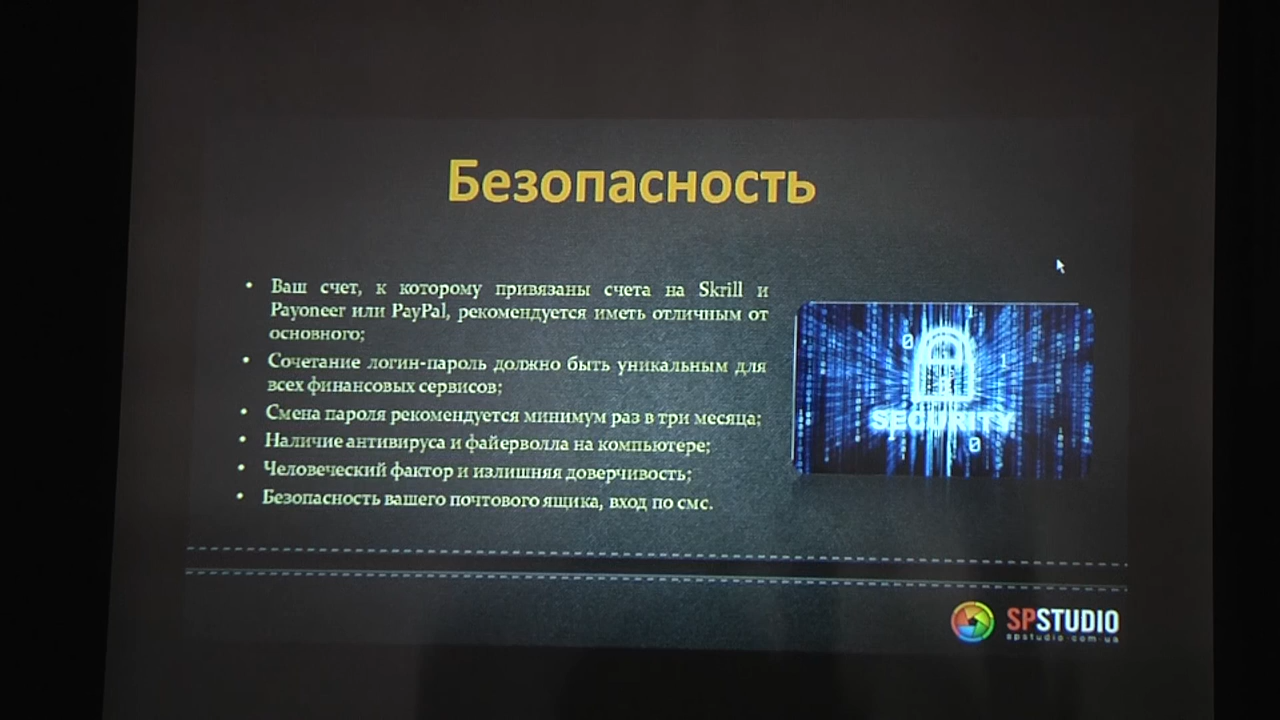 Безопасность
• Ваш счет, к которому привязаны счета на Skrill и
Payoneer или PayPal, рекомендуется иметь отличным от
основного;
• Сочетание логин-пароль должно быть уникальным для
всех финансовых сервисов;
• Смена пароля рекомендуется минимум раз в три месяца;
• Наличие антивируса и файерволла на компьютере;
• Человеческий фактор и излишняя доверчивость;
• Безопасность вашего почтового ящика, вход по смс.
SECURITY
SPSTUDIO
spstudio.com.ua